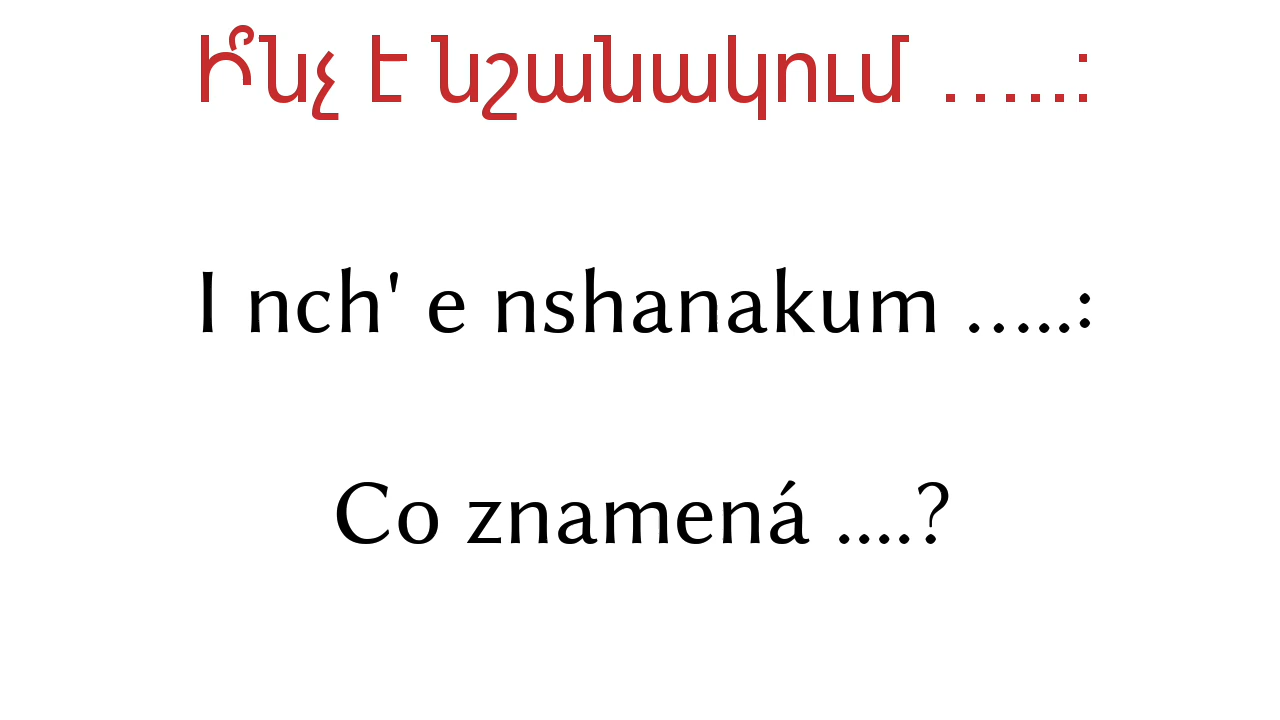 Ի՞նչ է նշանակում …..:
I nch' e nshanakum …..:
Co znamená ....?